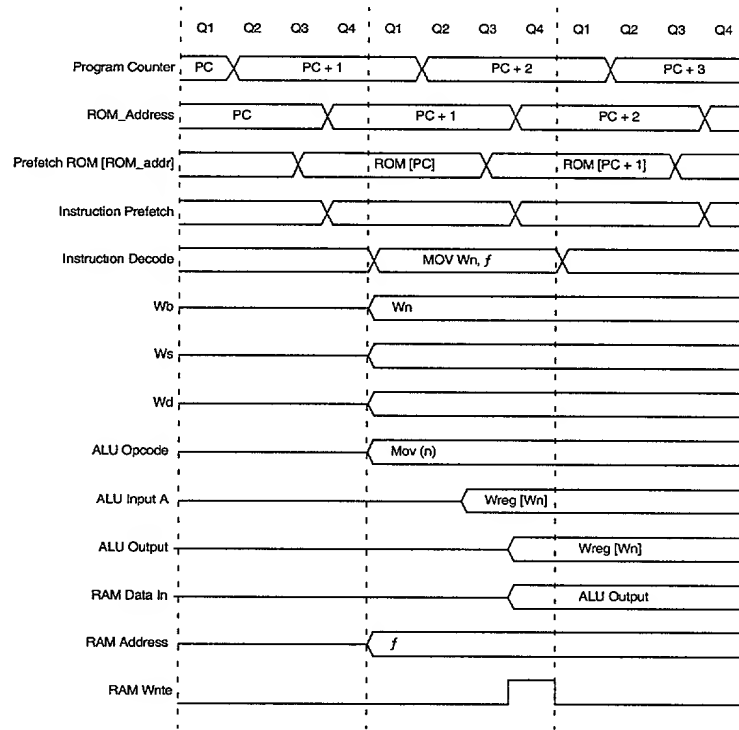 Q1 Q2 Q3 Q4 Q1 Q2 Q3 Q4 Q1 Q2 Q3 Q4
Program Counter PC PC + 1 PC + 2 PC + 3
ROM_Address PC PC + 1 PC + 2
Prefetch ROM [ROM_addr] ROM [PC] ROM [PC + 1]
Instruction Prefetch
Instruction Decode MOV Wn, f
Wb Wn
Ws
Wd
ALU Opcode Mov (n)
ALU Input A Wreg [Wn]
ALU Output Wreg [Wn]
RAM Data In ALU Output
RAM Address f
RAM Write